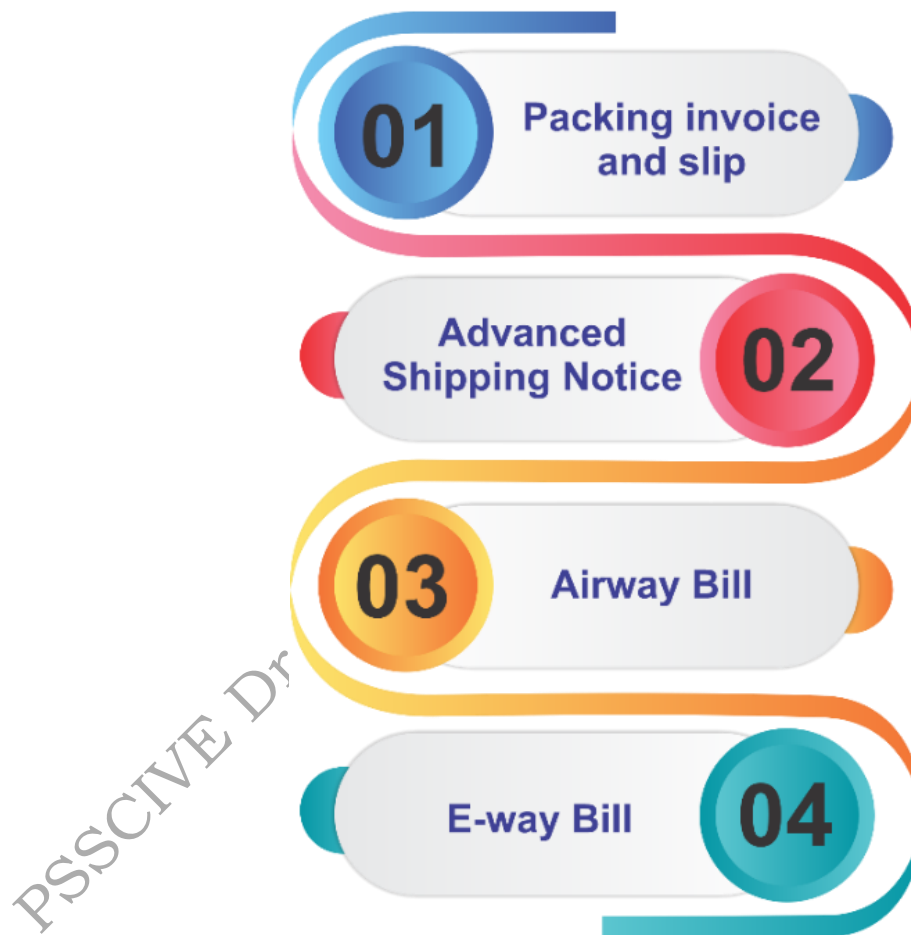 01
Packing invoice
and slip
Advanced
Shipping Notice
02
03
Airway Bill
E-way Bill
04
PSSCIVE